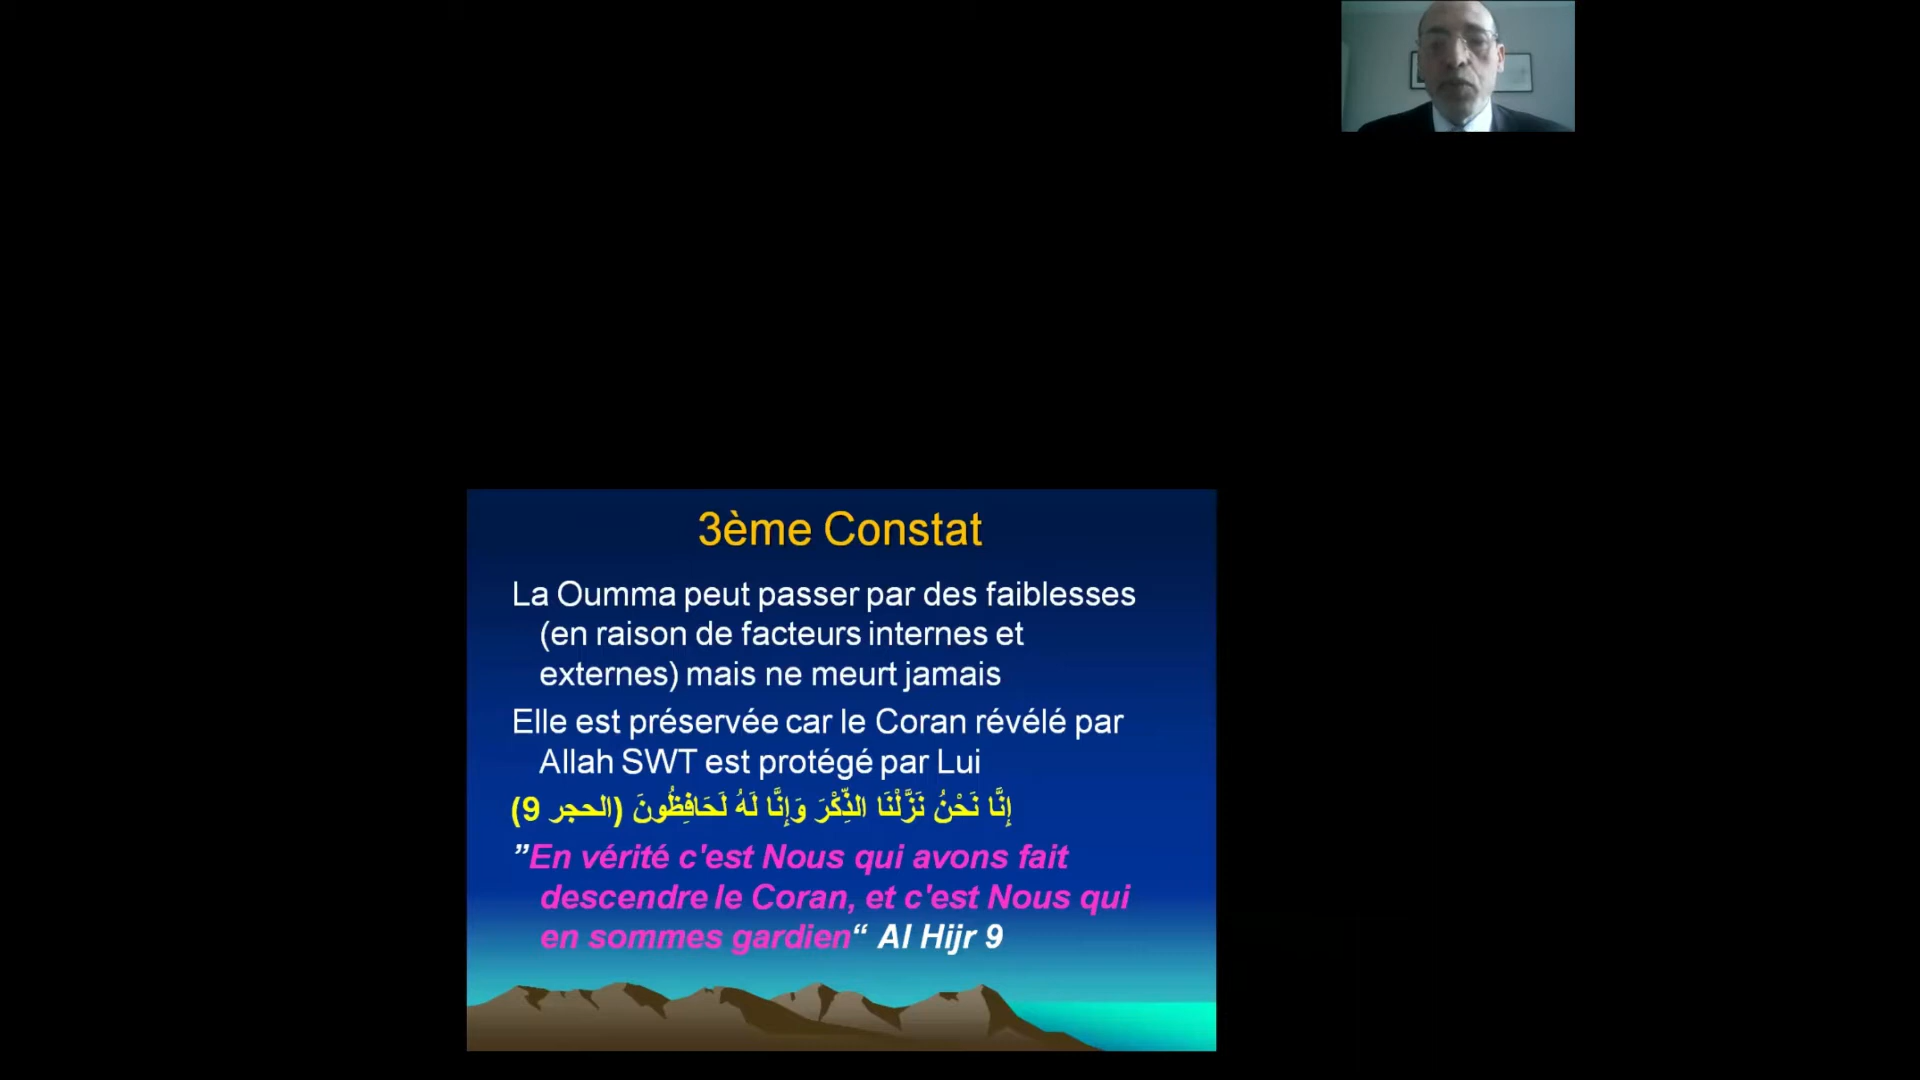 3ème Constat
La Oumma peut passer par des faiblesses
(en raison de facteurs internes et
externes) mais ne meurt jamais
Elle est préservée car le Coran révélé par
Allah SWT est protégé par Lui
إِنَّا نَحْنُ نَزَّلْنَا الذِّكْرَ وَإِنَّا لَهُ لَحَافِظُونَ (الحجر 9)
”En vérité c'est Nous qui avons fait
descendre le Coran, et c'est Nous qui
en sommes gardien“ Al Hijr 9